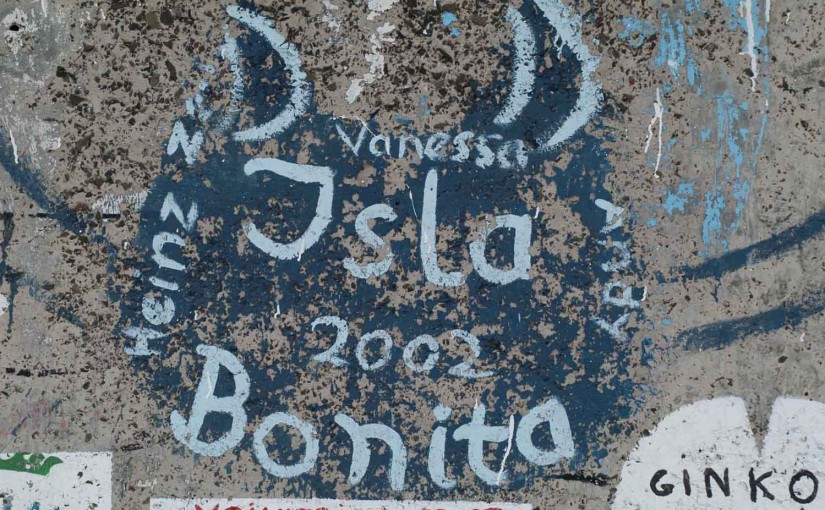 Vanessa
Isla
Heinz
2002
Bonita
GINKO